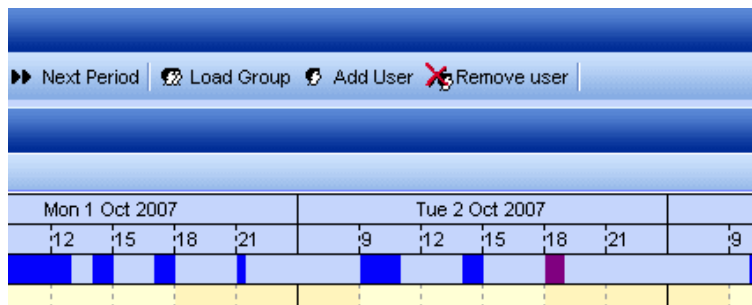 Next Period Load Group Add User Remove user
Mon 1 Oct 2007 Tue 2 Oct 2007
12 15 18 21 9 12 15 18 21 9